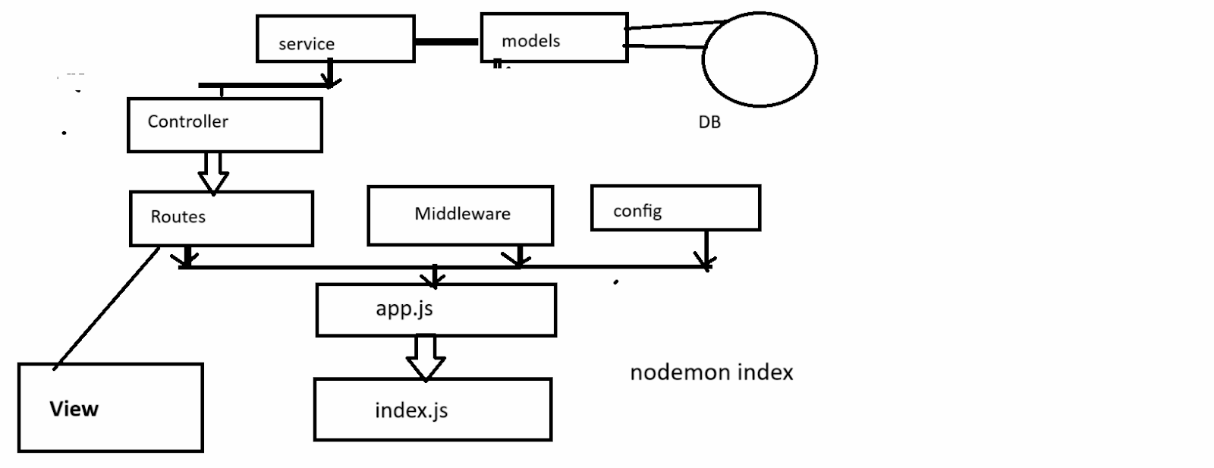 service
models
Controller
DB
Routes
Middleware
config
app.js
nodemon index
View
index.js